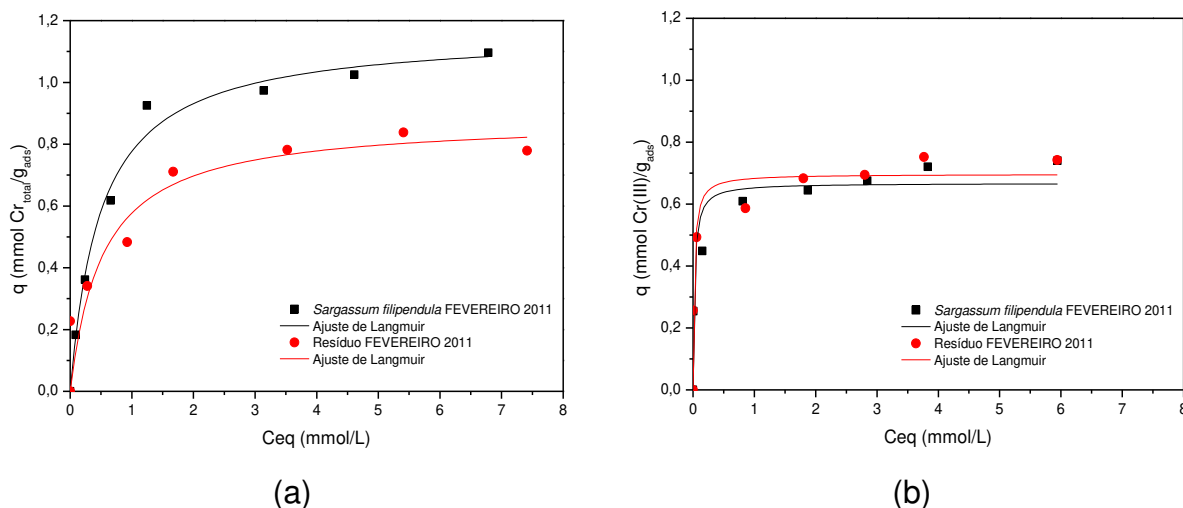 1,2
1,0
0,8
0,6
0,4
0,2
0,0
q (mmol Cr_total/g_ads)
Sargassum filipendula FEVEREIRO 2011
Ajuste de Langmuir
Resíduo FEVEREIRO 2011
Ajuste de Langmuir
0 1 2 3 4 5 6 7 8
Ceq (mmol/L)
(a)
1,2
1,0
0,8
0,6
0,4
0,2
0,0
q (mmol Cr(III)/g_ads)
Sargassum filipendula FEVEREIRO 2011
Ajuste de Langmuir
Resíduo FEVEREIRO 2011
Ajuste de Langmuir
0 1 2 3 4 5 6 7 8
Ceq (mmol/L)
(b)